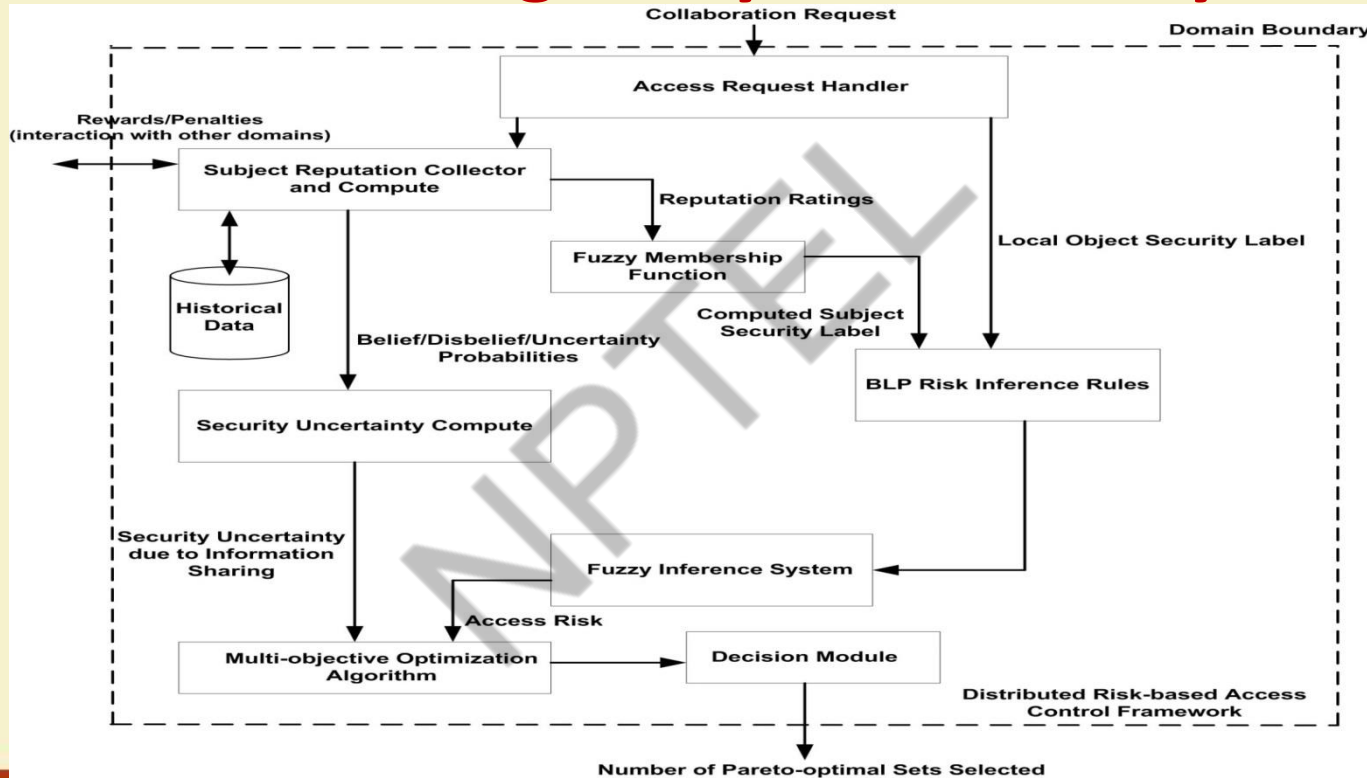 Collaboration Request
Domain Boundary
Access Request Handler
Rewards/Penalties
(interaction with other domains)
Subject Reputation Collector
and Compute
Reputation Ratings
Local Object Security Label
Fuzzy Membership
Function
Historical
Data
Computed Subject
Security Label
Belief/Disbelief/Uncertainty
Probabilities
BLP Risk Inference Rules
Security Uncertainty Compute
Security Uncertainty
due to Information
Sharing
Fuzzy Inference System
Access Risk
Multi-objective Optimization
Algorithm
Decision Module
Distributed Risk-based Access
Control Framework
Number of Pareto-optimal Sets Selected
NPTEL